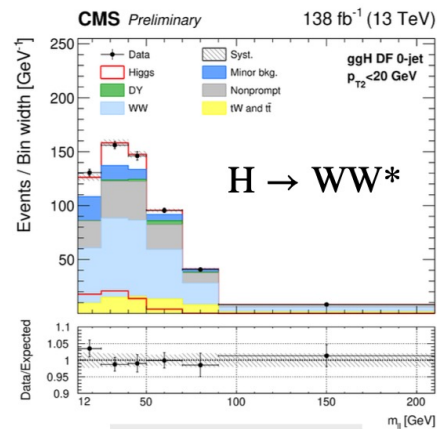 CMS Preliminary 138 fb⁻¹ (13 TeV)
Events / Bin width [GeV⁻¹]
250
200
150
100
50
Data
Syst.
Higgs
Minor bkg.
DY
Nonprompt
WW
tW and tt̄
ggH DF 0-jet
p_T2<20 GeV
H → WW*
Data/Expected
1.1
1.05
1
0.95
0.9
12 50 100 150 200
m_ll [GeV]